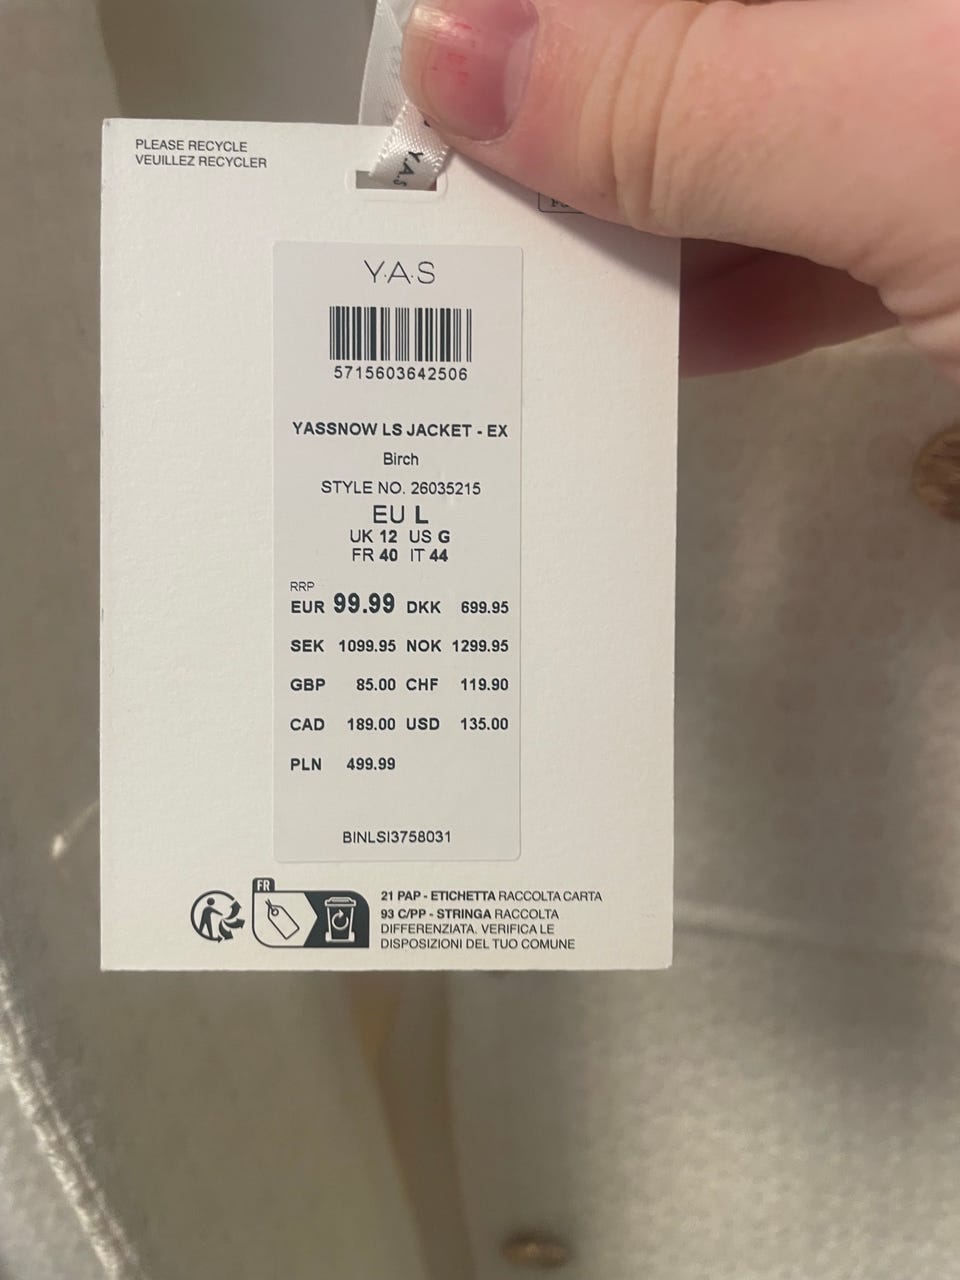 PLEASE RECYCLE
VEUILLEZ RECYCLER
Y.A.S
Y·A·S
5715603642506
YASSNOW LS JACKET - EX
Birch
STYLE NO. 26035215
EU L
UK 12 US G
FR 40 IT 44
RRP
EUR 99.99 DKK 699.95
SEK 1099.95 NOK 1299.95
GBP 85.00 CHF 119.90
CAD 189.00 USD 135.00
PLN 499.99
BINLSI3758031
FR
21 PAP - ETICHETTA RACCOLTA CARTA
93 C/PP - STRINGA RACCOLTA
DIFFERENZIATA. VERIFICA LE
DISPOSIZIONI DEL TUO COMUNE